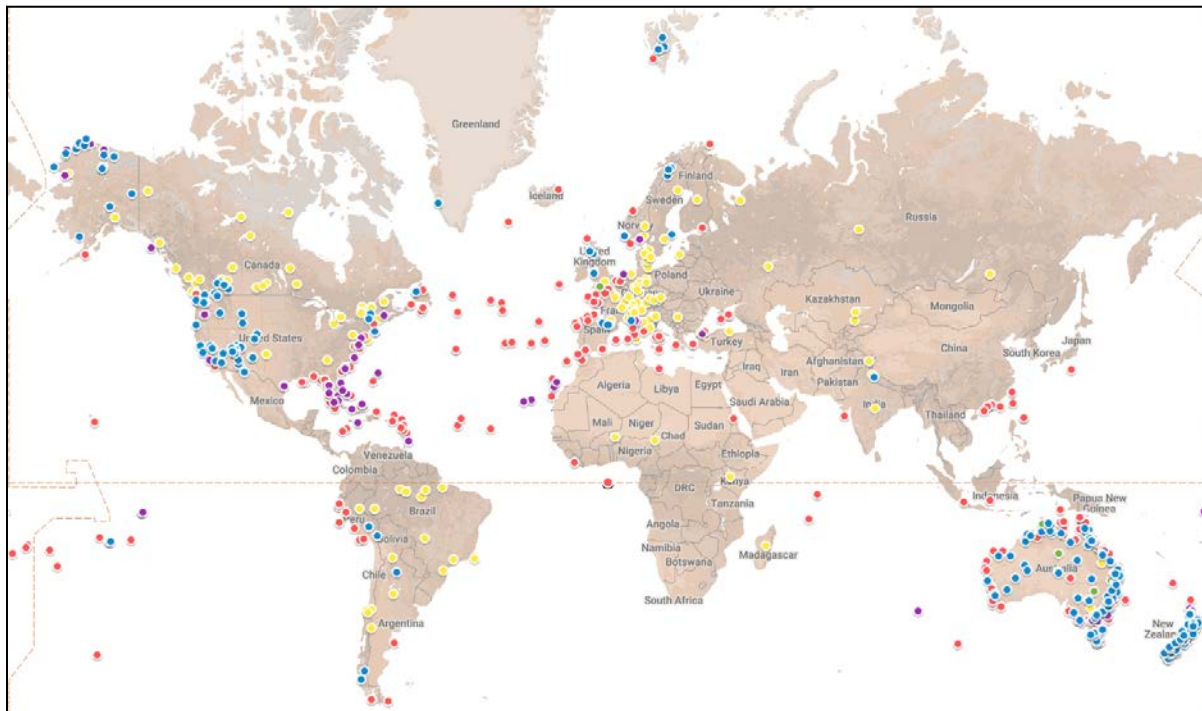 Greenland
Iceland
Finland
Sweden
Norway
Russia
United
Kingdom
Canada
Poland
Ukraine
Kazakhstan
Mongolia
Spain
United States
Turkey
Japan
South Korea
China
Afghanistan
Iraq
Iran
Pakistan
Algeria
Libya
Egypt
Saudi Arabia
Mexico
India
Thailand
Mali
Niger
Chad
Sudan
Nigeria
Ethiopia
Venezuela
Colombia
DRC
Kenya
Indonesia
Papua New
Guinea
Tanzania
Peru
Brazil
Angola
Bolivia
Namibia
Botswana
Madagascar
Australia
Chile
South Africa
Argentina
New
Zealand